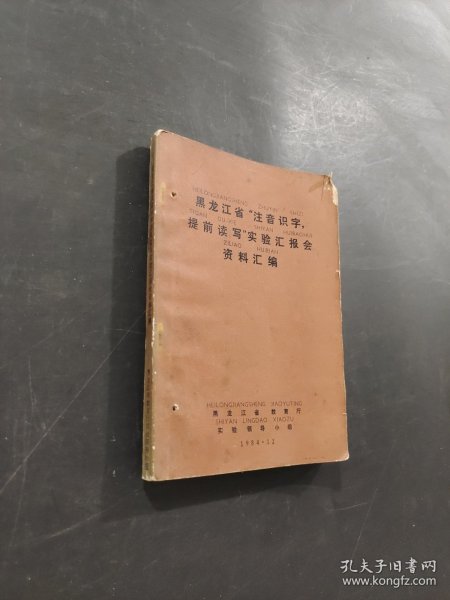 HEILONGJIANGSHENG ZHUYIN SHIZI
黑龙江省“注音识字,
TIQIAN DUXIE SHIYAN HUIBAOHUI
提前读写”实验汇报会
ZILIAO HUIBIAN
资料汇编
HEILONGJIANGSHENG JIAOYUTING
黑龙江省教育厅
SHIYAN LINGDAO XIAOZU
实验领导小组
1984·12
孔夫子旧书网
www.kongfz.com